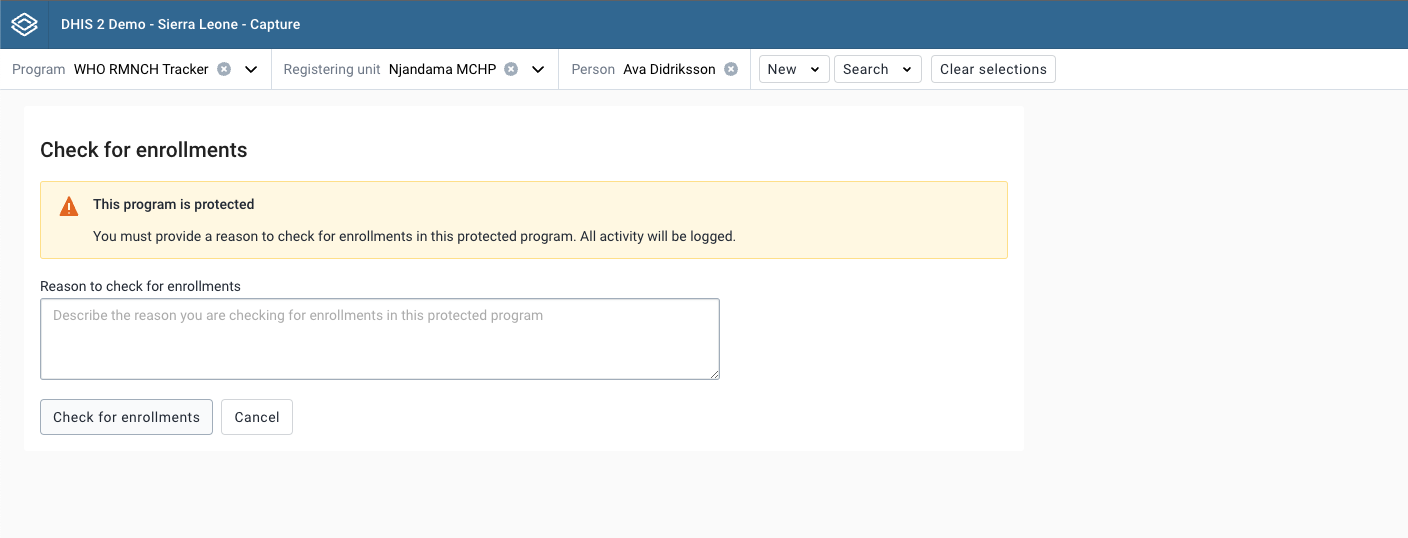 DHIS 2 Demo - Sierra Leone - Capture
Program WHO RMNCH Tracker Registering unit Njandama MCHP Person Ava Didriksson New Search Clear selections
Check for enrollments
This program is protected
You must provide a reason to check for enrollments in this protected program. All activity will be logged.
Reason to check for enrollments
Describe the reason you are checking for enrollments in this protected program
Check for enrollments Cancel